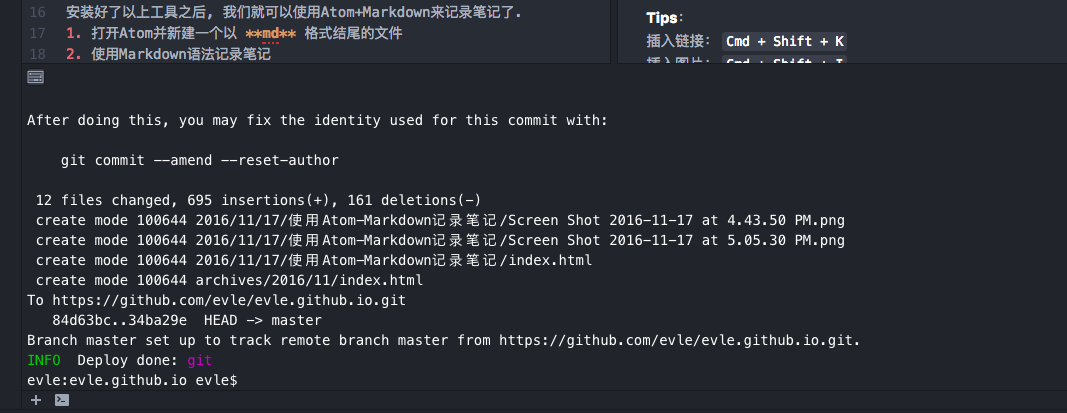 16 安装好了以上工具之后, 我们就可以使用Atom+Markdown来记录笔记了.
17 1. 打开Atom并新建一个以 **md** 格式结尾的文件
18 2. 使用Markdown语法记录笔记
Tips:
插入链接: Cmd + Shift + K
插入图片: Cmd + Shift + I
After doing this, you may fix the identity used for this commit with:
git commit --amend --reset-author
12 files changed, 695 insertions(+), 161 deletions(-)
create mode 100644 2016/11/17/使用Atom-Markdown记录笔记/Screen Shot 2016-11-17 at 4.43.50 PM.png
create mode 100644 2016/11/17/使用Atom-Markdown记录笔记/Screen Shot 2016-11-17 at 5.05.30 PM.png
create mode 100644 2016/11/17/使用Atom-Markdown记录笔记/index.html
create mode 100644 archives/2016/11/index.html
To https://github.com/evle/evle.github.io.git
84d63bc..34ba29e  HEAD -> master
Branch master set up to track remote branch master from https://github.com/evle/evle.github.io.git.
INFO  Deploy done: git
evle:evle.github.io evle$